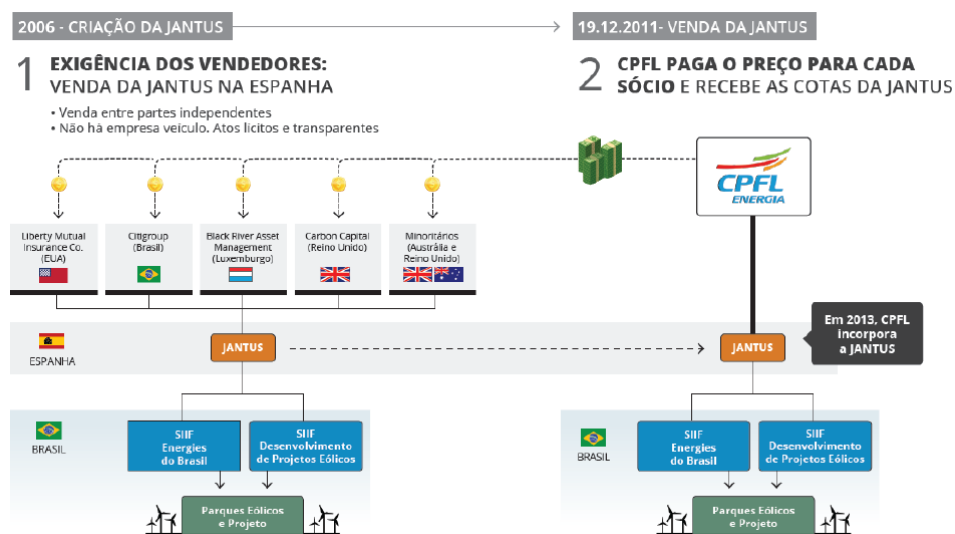 2006 - CRIAÇÃO DA JANTUS
19.12.2011- VENDA DA JANTUS
1
EXIGÊNCIA DOS VENDEDORES:
VENDA DA JANTUS NA ESPANHA
• Venda entre partes independentes
• Não há empresa veículo. Atos lícitos e transparentes
2
CPFL PAGA O PREÇO PARA CADA
SÓCIO E RECEBE AS COTAS DA JANTUS
CPFL
ENERGIA
Liberty Mutual
Insurance Co.
(EUA)
Citigroup
(Brasil)
Black River Asset
Management
(Luxemburgo)
Carbon Capital
(Reino Unido)
Minoritários
(Austrália e
Reino Unido)
ESPANHA
JANTUS
JANTUS
Em 2013, CPFL
incorpora
a JANTUS
BRASIL
SIIF
Energies
do Brasil
SIIF
Desenvolvimento
de Projetos Eólicos
Parques Eólicos
e Projeto
BRASIL
SIIF
Energies
do Brasil
SIIF
Desenvolvimento
de Projetos Eólicos
Parques Eólicos
e Projeto